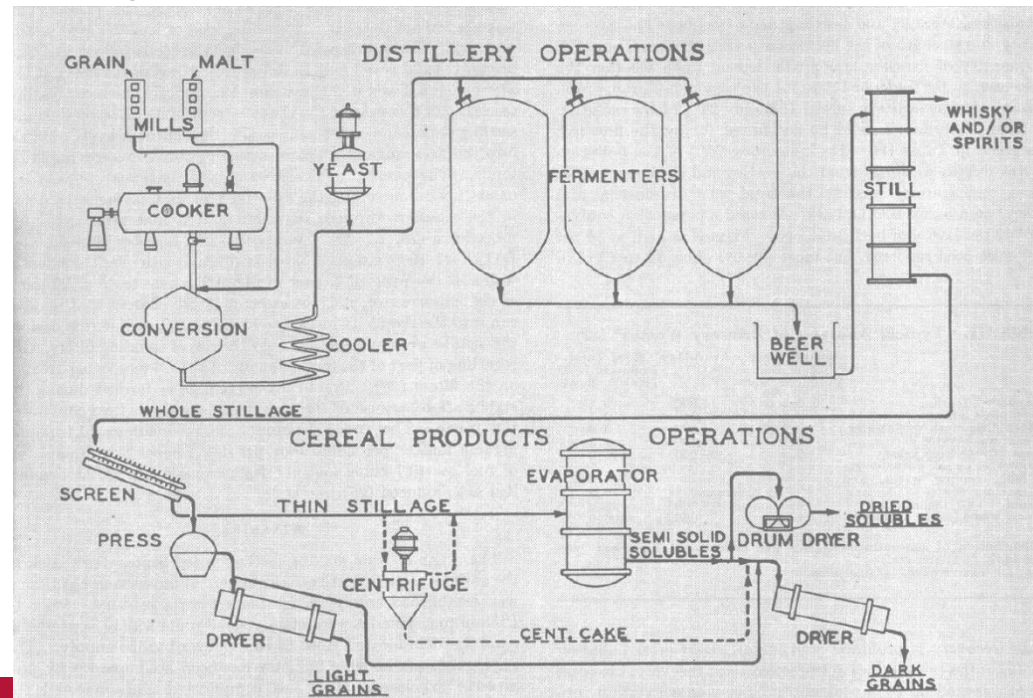 DISTILLERY OPERATIONS
GRAIN
MALT
MILLS
COOKER
YEAST
FERMENTERS
STILL
WHISKY
AND/OR
SPIRITS
CONVERSION
COOLER
BEER
WELL
WHOLE STILLAGE
CEREAL PRODUCTS OPERATIONS
SCREEN
THIN STILLAGE
EVAPORATOR
PRESS
CENTRIFUGE
SEMI SOLID
SOLUBLES
DRUM DRYER
DRIED
SOLUBLES
DRYER
CENT. CAKE
DRYER
LIGHT
GRAINS
DARK
GRAINS